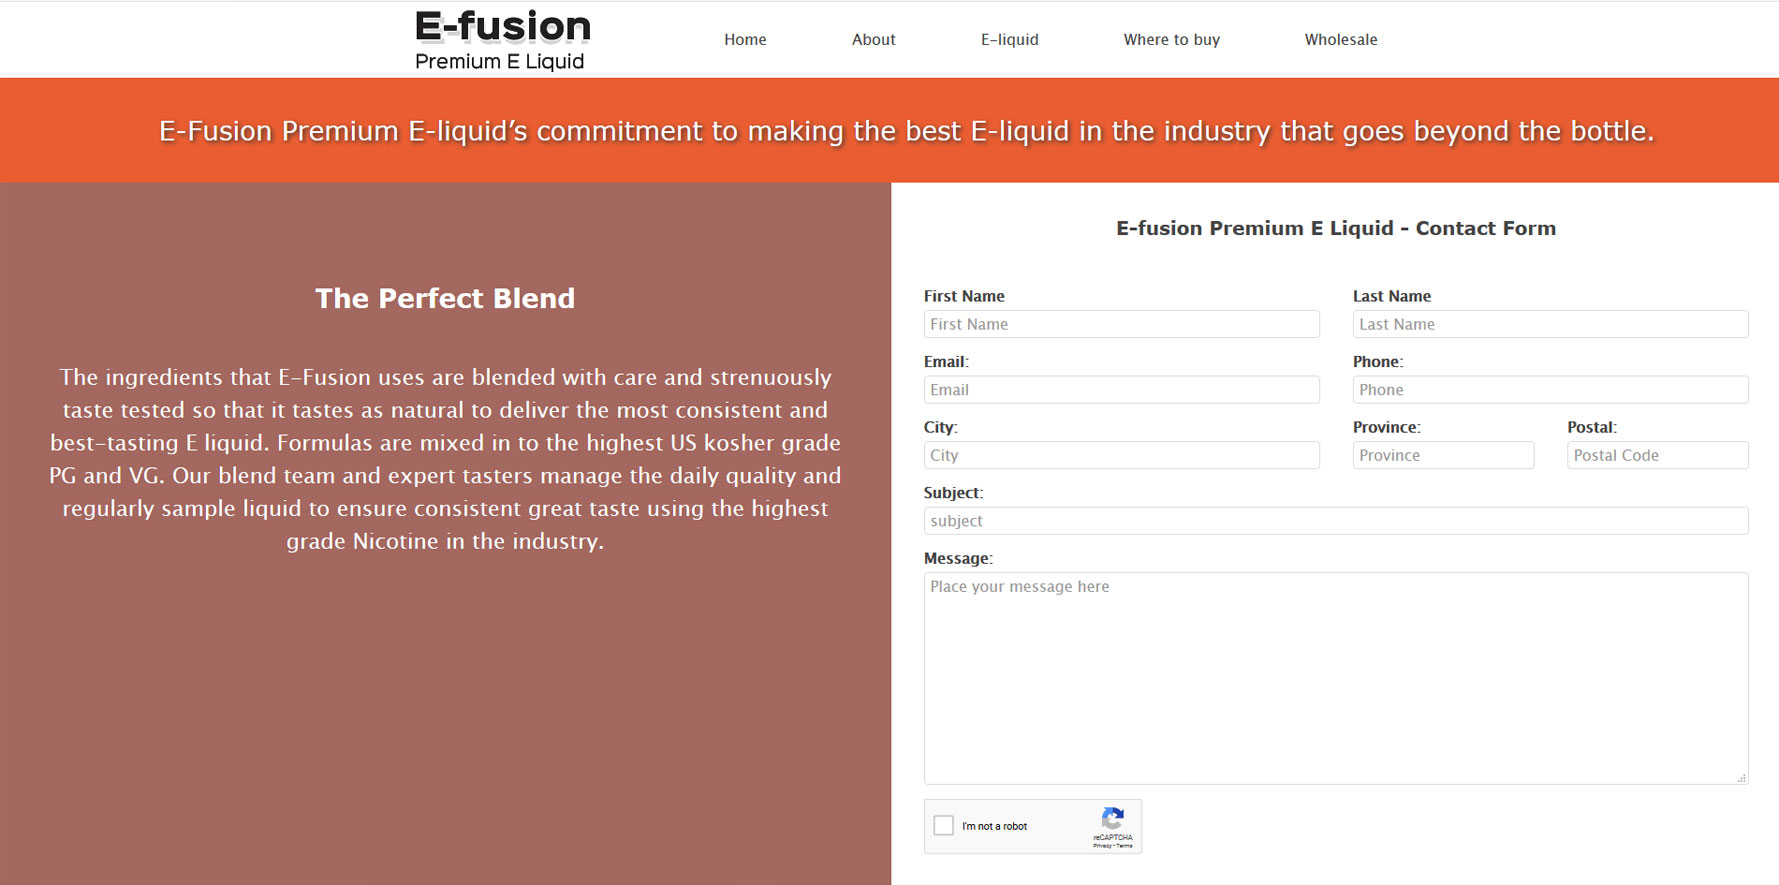 E-fusion
Premium E Liquid
Home
About
E-liquid
Where to buy
Wholesale
E-Fusion Premium E-liquid’s commitment to making the best E-liquid in the industry that goes beyond the bottle.
The Perfect Blend
The ingredients that E-Fusion uses are blended with care and strenuously
taste tested so that it tastes as natural to deliver the most consistent and
best-tasting E liquid. Formulas are mixed in to the highest US kosher grade
PG and VG. Our blend team and expert tasters manage the daily quality and
regularly sample liquid to ensure consistent great taste using the highest
grade Nicotine in the industry.
E-fusion Premium E Liquid - Contact Form
First Name
First Name
Last Name
Last Name
Email:
Email
Phone:
Phone
City:
City
Province:
Province
Postal:
Postal Code
Subject:
subject
Message:
Place your message here
I'm not a robot
reCAPTCHA
Privacy - Terms